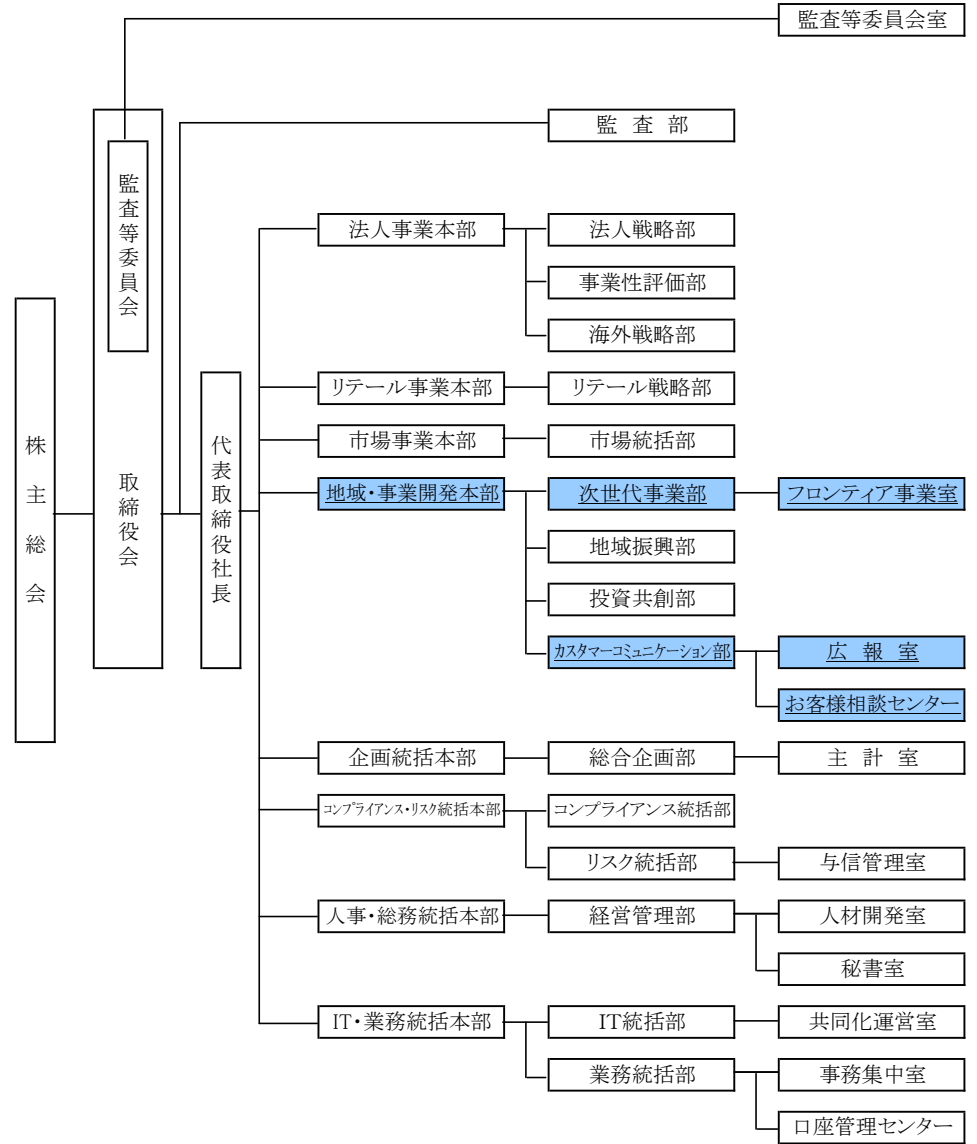 監査等委員会室
監　査　部
監査等委員会
法人事業本部
法人戦略部
事業性評価部
海外戦略部
株主総会
取締役会
代表取締役社長
リテール事業本部
リテール戦略部
市場事業本部
市場統括部
地域・事業開発本部
次世代事業部
フロンティア事業室
地域振興部
投資共創部
カスタマーコミュニケーション部
広　報　室
お客様相談センター
企画統括本部
総合企画部
主　計　室
コンプライアンス・リスク統括本部
コンプライアンス統括部
リスク統括部
与信管理室
人事・総務統括本部
経営管理部
人材開発室
秘書室
IT・業務統括本部
IT統括部
共同化運営室
業務統括部
事務集中室
口座管理センター